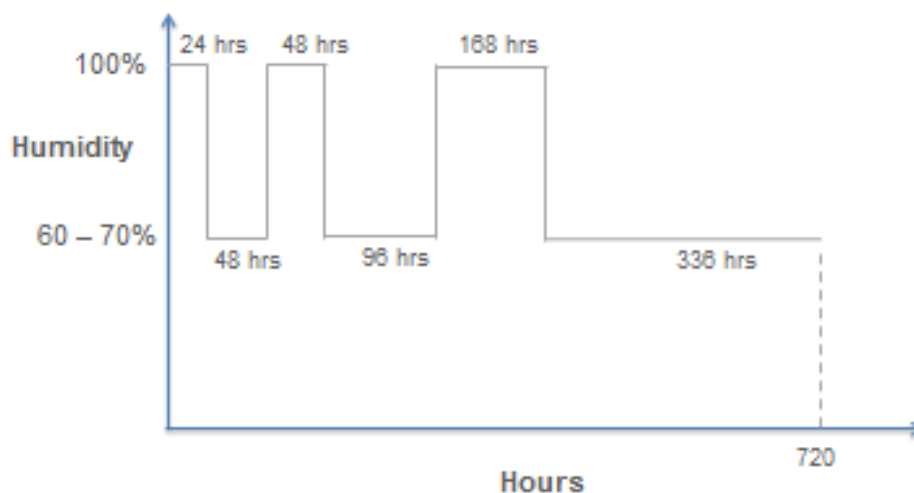 24 hrs 48 hrs 168 hrs
100%
Humidity
60 – 70%
48 hrs 96 hrs 336 hrs
720
Hours